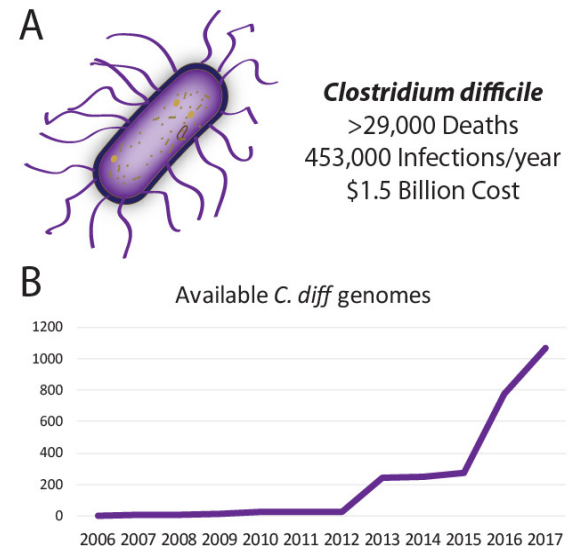 A
Clostridium difficile
>29,000 Deaths
453,000 Infections/year
$1.5 Billion Cost
B
Available C. diff genomes
1200
1000
800
600
400
200
0
2006 2007 2008 2009 2010 2011 2012 2013 2014 2015 2016 2017